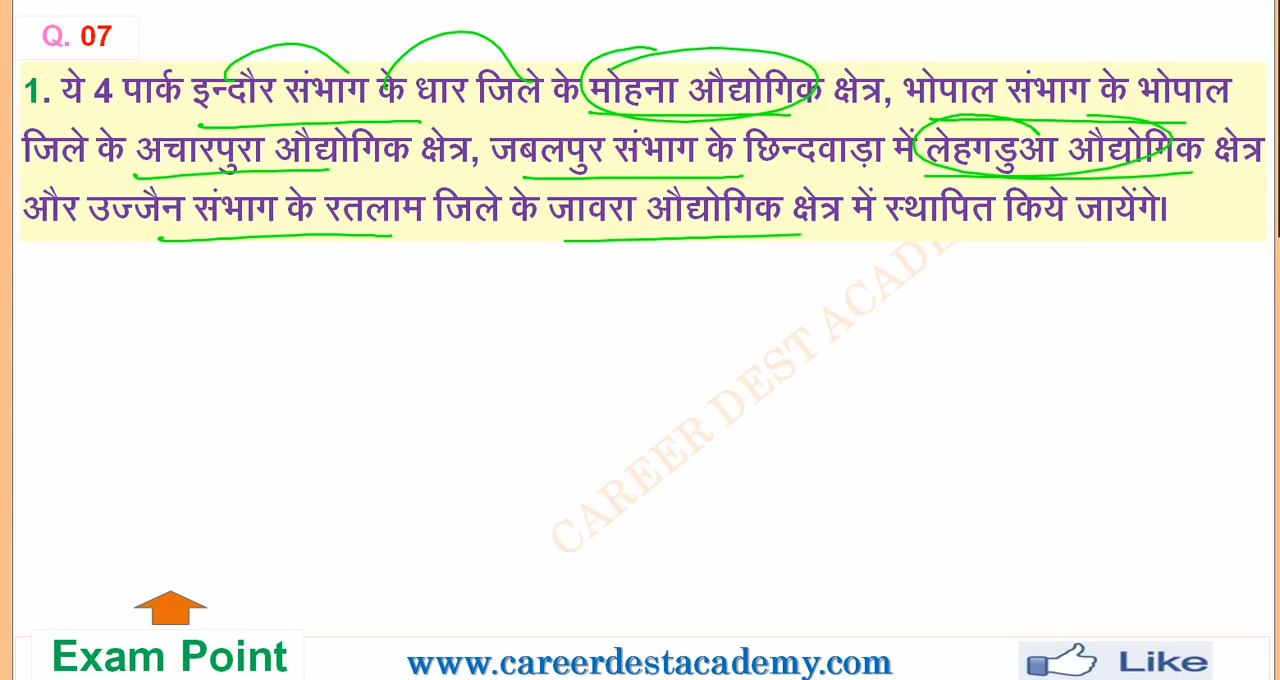 Q. 07
1. ये 4 पार्क इन्दौर संभाग के धार जिले के मोहना औद्योगिक क्षेत्र, भोपाल संभाग के भोपाल
जिले के अचारपुरा औद्योगिक क्षेत्र, जबलपुर संभाग के छिन्दवाड़ा में लेहगडुआ औद्योगिक क्षेत्र
और उज्जैन संभाग के रतलाम जिले के जावरा औद्योगिक क्षेत्र में स्थापित किये जायेंगे।
CAREER DEST ACADE
Exam Point
www.careerdestacademy.com
Like